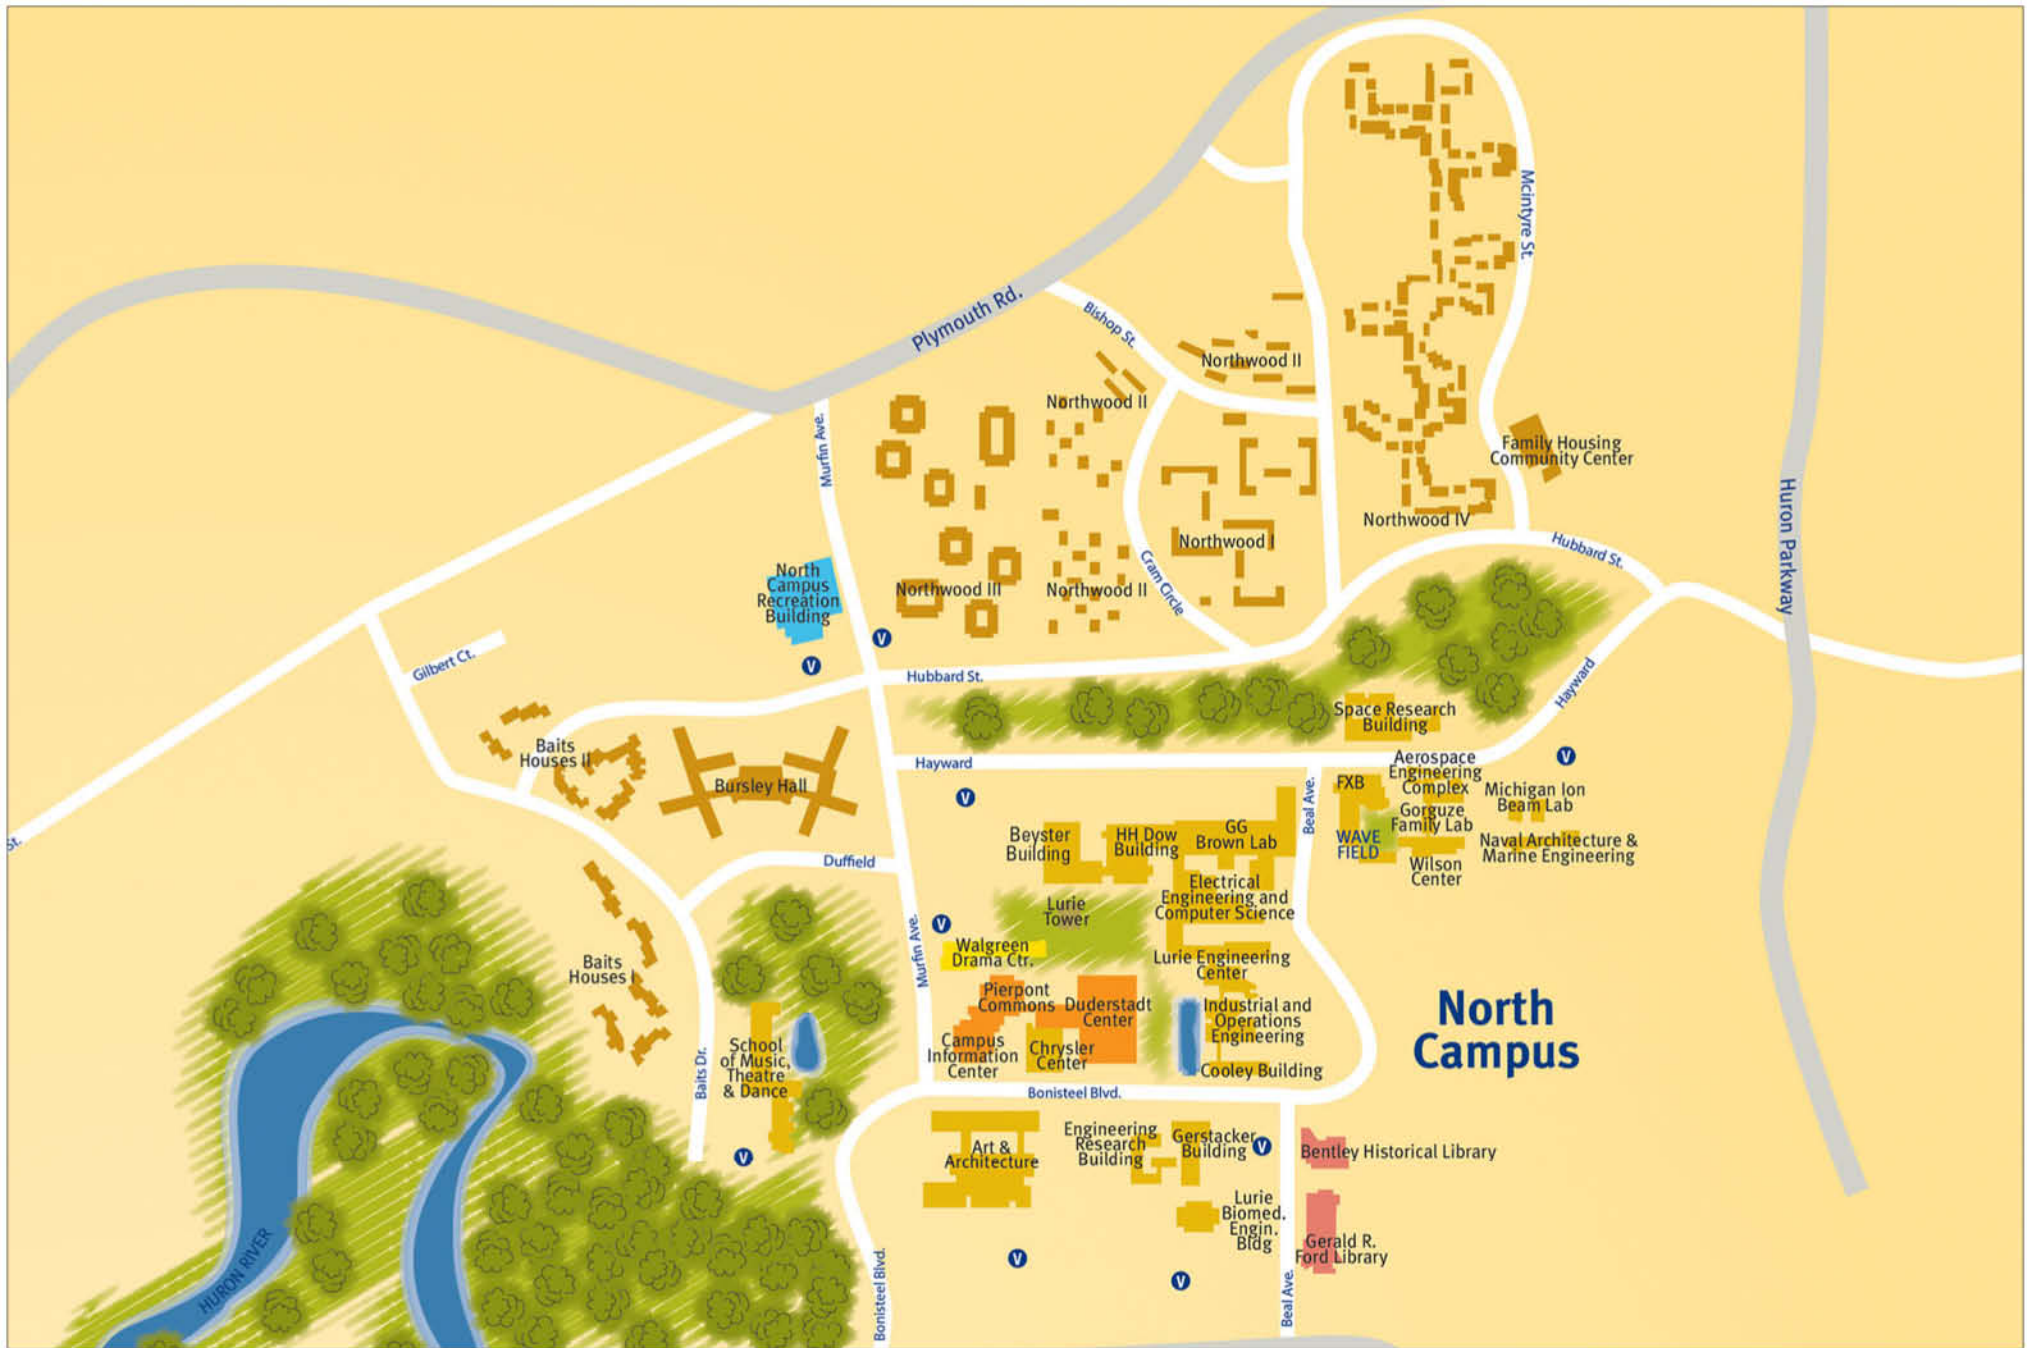 Plymouth Rd.
Mcintyre St.
Bishop St.
Northwood II
Northwood II
Murfin Ave.
Family Housing
Community Center
Huron Parkway
Northwood IV
Northwood I
Hubbard St.
Cram Circle
North
Campus
Recreation
Building
Northwood III
Northwood II
V
V
Gilbert Ct.
Hubbard St.
Hayward
Space Research
Building
Baits
Houses II
Bursley Hall
Hayward
V
V
Beal Ave.
FXB
Aerospace
Engineering
Complex
Gorguze
Family Lab
Michigan Ion
Beam Lab
WAVE
FIELD
Wilson
Center
Naval Architecture &
Marine Engineering
St.
Duffield
Beyster
Building
HH Dow
Building
GG
Brown Lab
Electrical
Engineering and
Computer Science
Lurie
Tower
V
Murfin Ave.
Walgreen
Drama Ctr.
Lurie Engineering
Center
Baits
Houses I
Pierpont
Commons
Duderstadt
Center
Industrial and
Operations
Engineering
North
Campus
School
of Music,
Theatre
& Dance
Campus
Information
Center
Chrysler
Center
Cooley Building
Baits Dr.
Bonisteel Blvd.
Art &
Architecture
Engineering
Research
Building
Gerstacker
Building
V
Bentley Historical Library
V
Lurie
Biomed.
Engin.
Bldg
Gerald R.
Ford Library
HURON RIVER
V
V
Bonisteel Blvd.
Beal Ave.